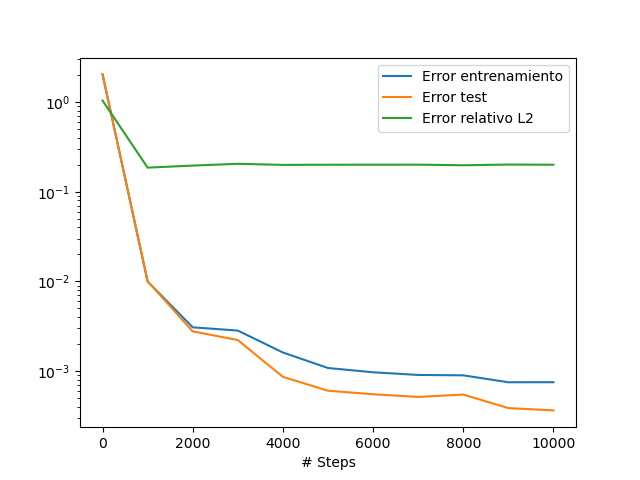 Error entrenamiento
Error test
Error relativo L2
10⁰
10⁻¹
10⁻²
10⁻³
0 2000 4000 6000 8000 10000
# Steps